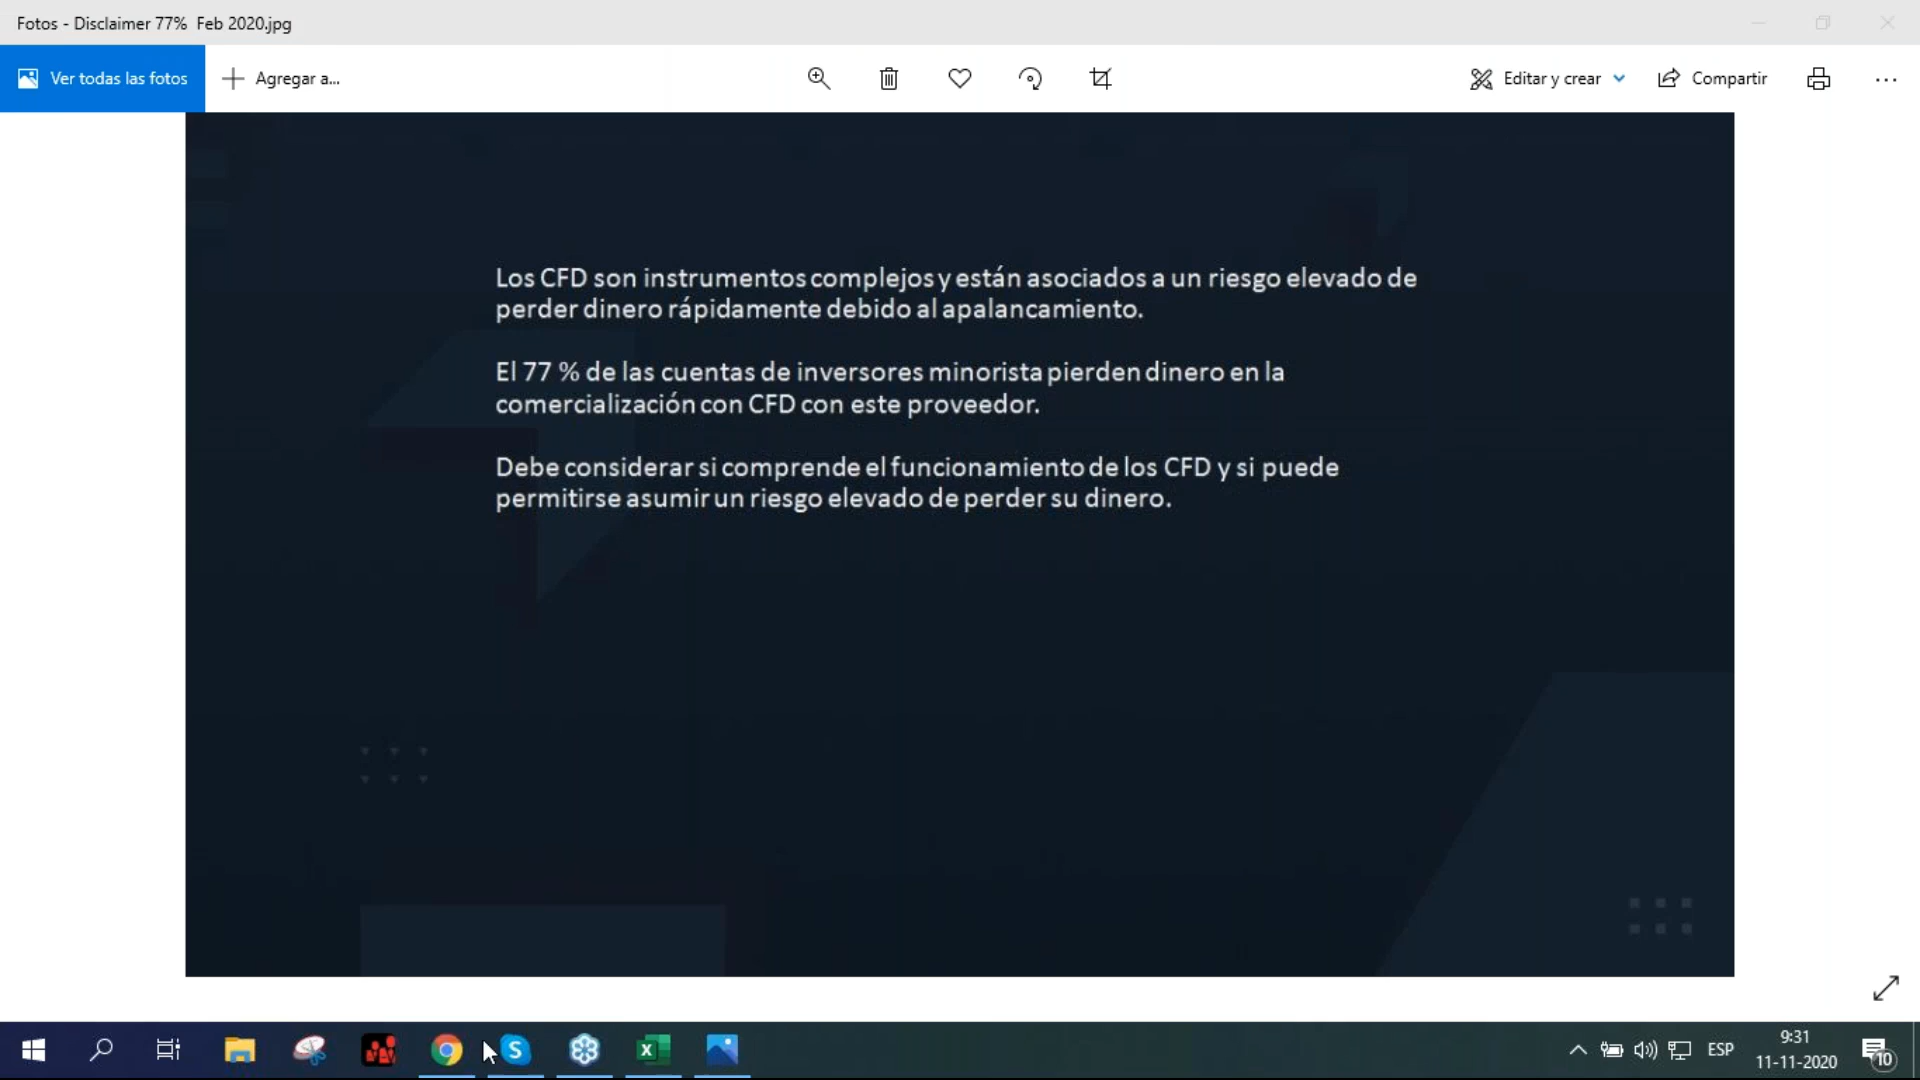 Fotos - Disclaimer 77% Feb 2020.jpg
Ver todas las fotos
Agregar a...
Editar y crear
Compartir
Los CFD son instrumentos complejos y están asociados a un riesgo elevado de
perder dinero rápidamente debido al apalancamiento.
El 77 % de las cuentas de inversores minorista pierden dinero en la
comercialización con CFD con este proveedor.
Debe considerar si comprende el funcionamiento de los CFD y si puede
permitirse asumir un riesgo elevado de perder su dinero.
ESP
9:31
11-11-2020
10